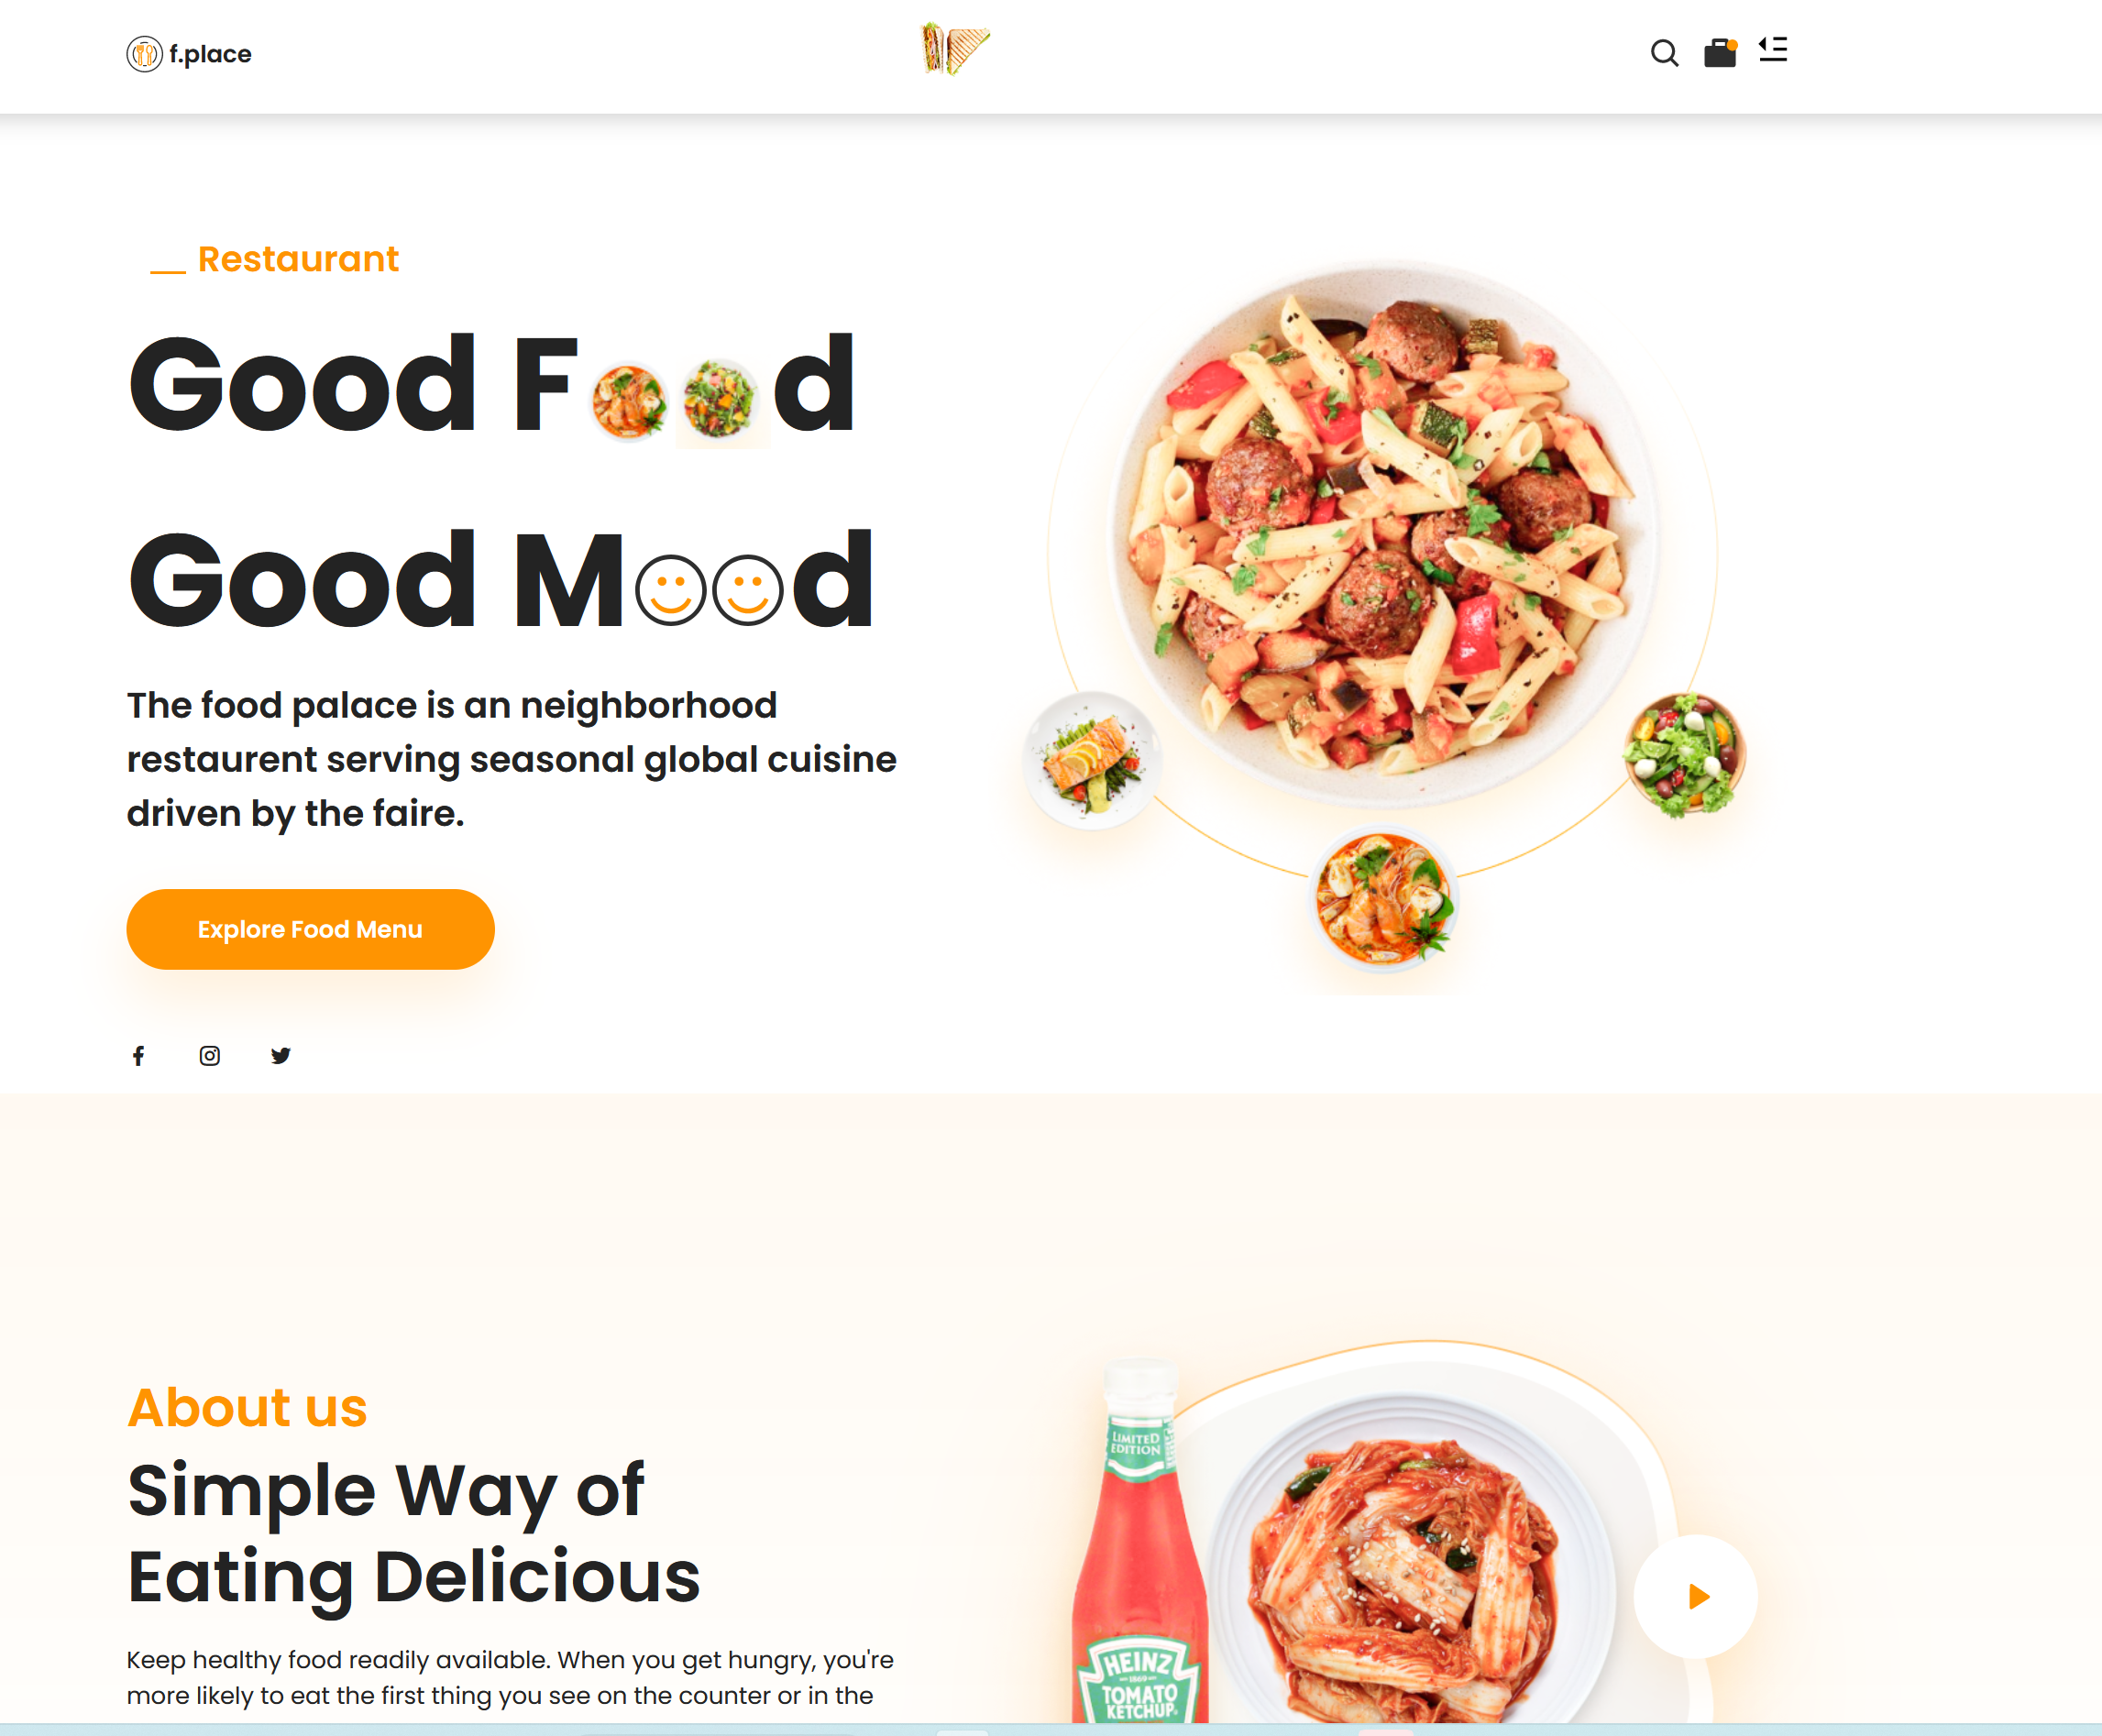 f.place
Restaurant
Good Food
Good Mood
The food palace is an neighborhood
restaurent serving seasonal global cuisine
driven by the faire.
Explore Food Menu
About us
Simple Way of
Eating Delicious
Keep healthy food readily available. When you get hungry, you're
more likely to eat the first thing you see on the counter or in the
LIMITED
EDITION
HEINZ
1869
TOMATO
KETCHUP